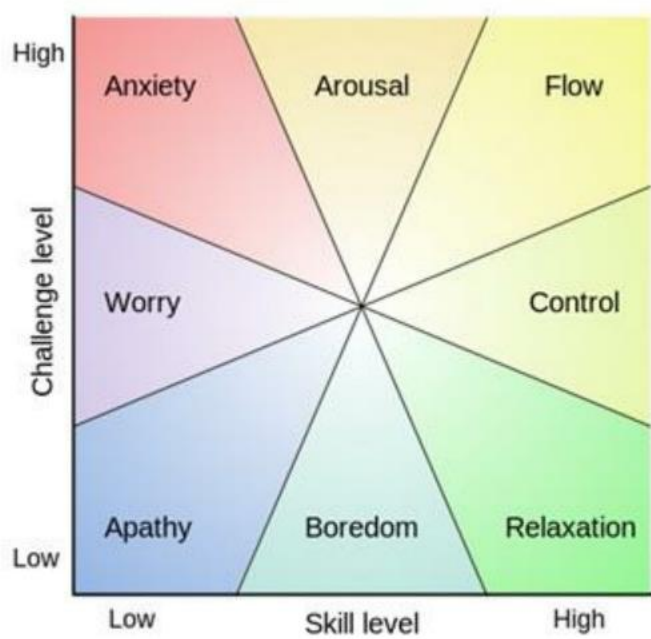 High
Anxiety
Arousal
Flow
Challenge level
Worry
Control
Apathy
Boredom
Relaxation
Low
Low
Skill level
High